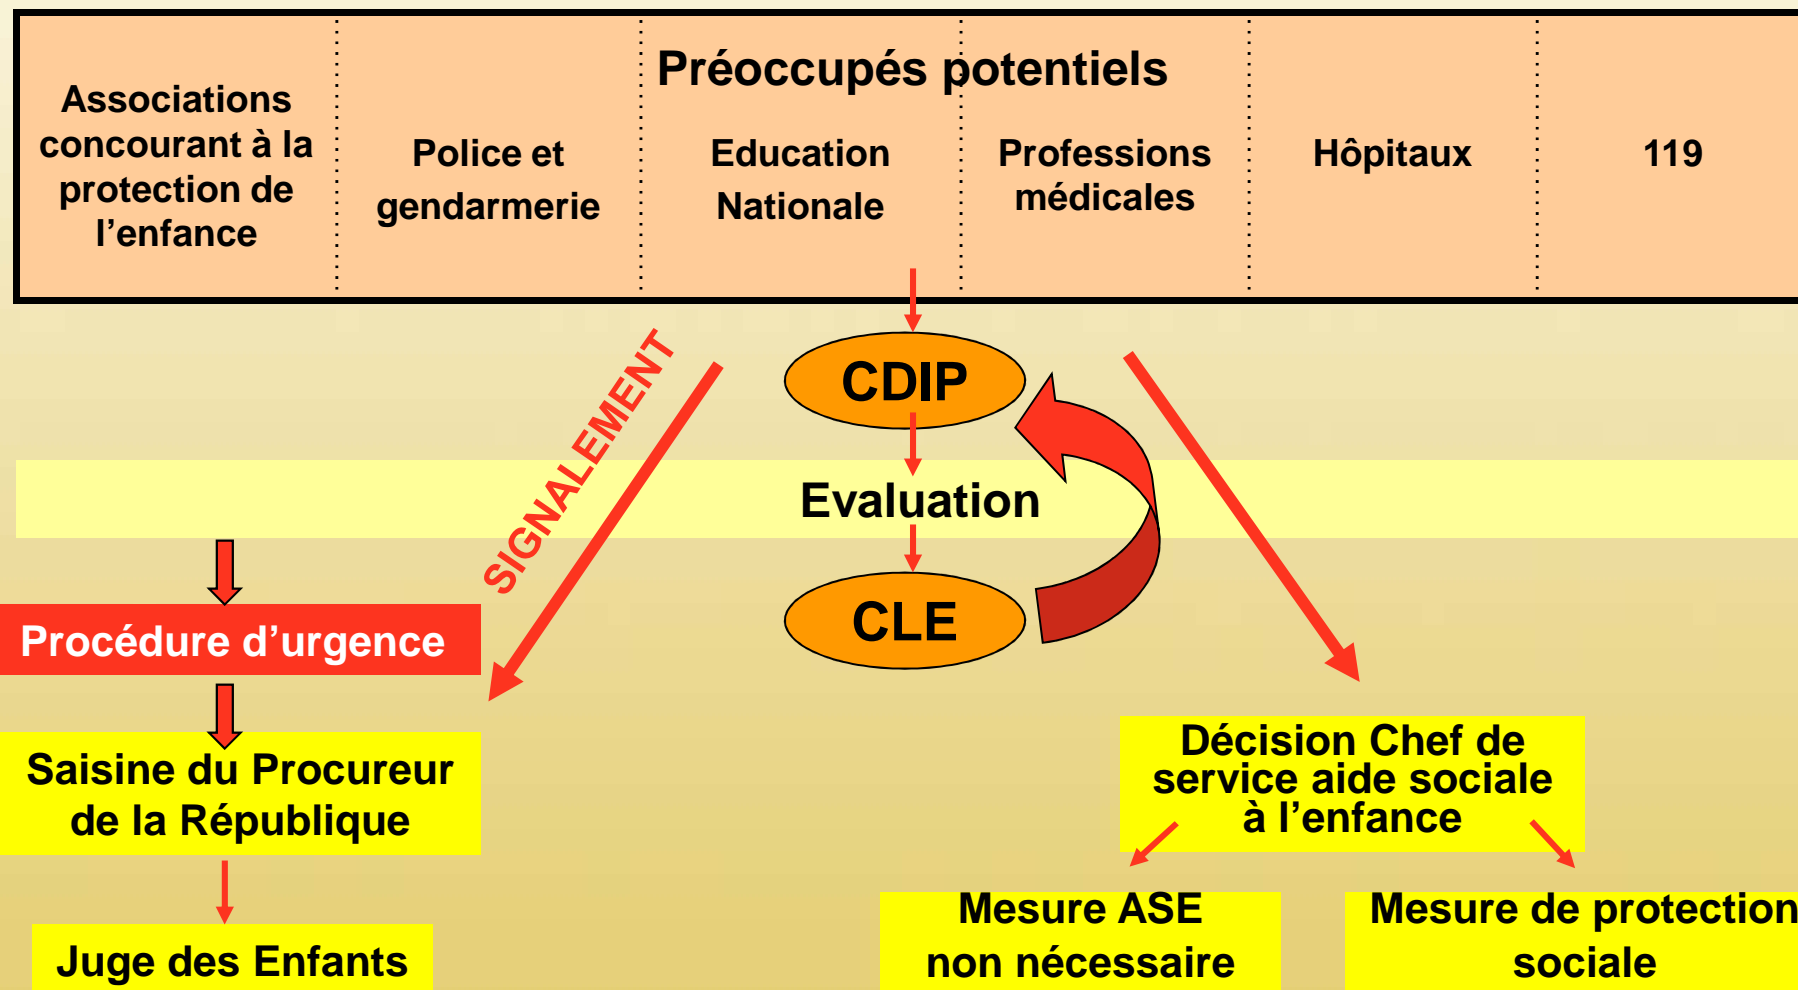 Préoccupés potentiels
Associations
concourant à la
protection de
l’enfance
Police et
gendarmerie
Education
Nationale
Professions
médicales
Hôpitaux
119
CDIP
SIGNALEMENT
Evaluation
CLE
Procédure d’urgence
Saisine du Procureur
de la République
Juge des Enfants
Décision Chef de
service aide sociale
à l’enfance
Mesure ASE
non nécessaire
Mesure de protection
sociale